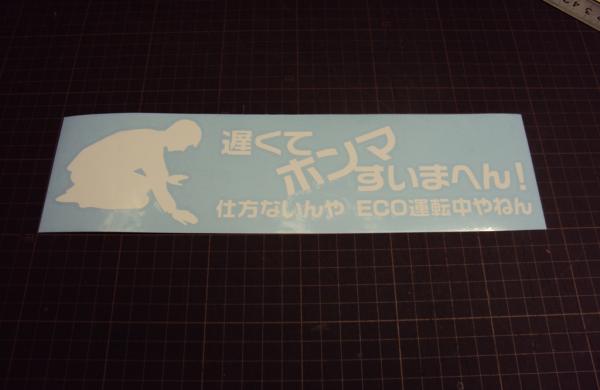 遅くて
ホンマ
すいまへん!
仕方ないんや ECO運転中やねん